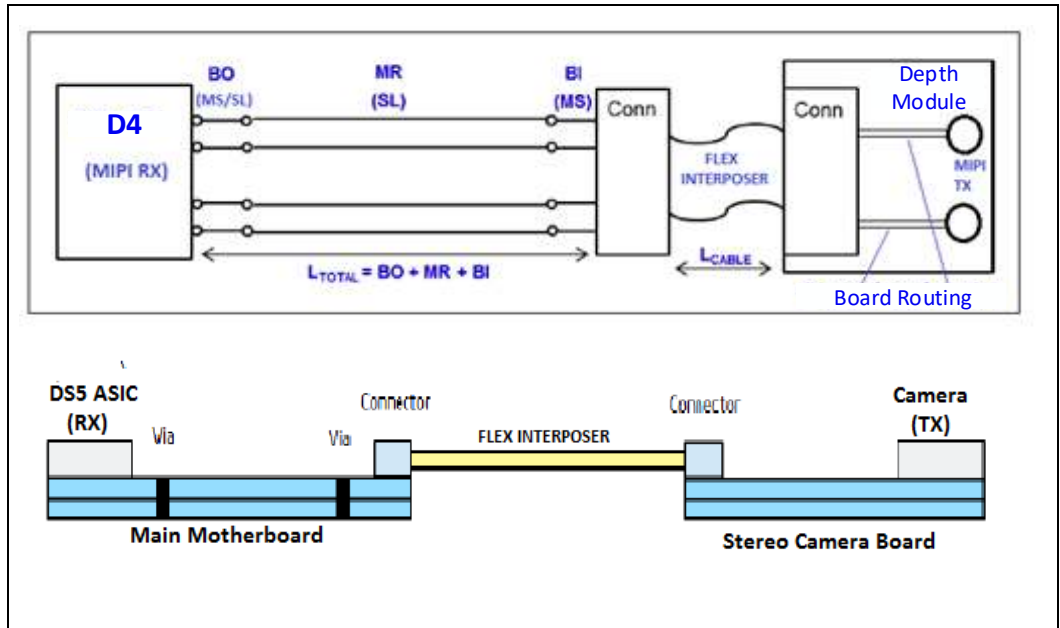 BO
(MS/SL)
MR
(SL)
BI
(MS)
D4
(MIPI RX)
Conn
Conn
Depth
Module
FLEX
INTERPOSER
MIPI
TX
L_TOTAL = BO + MR + BI
L_CABLE
Board Routing
DS5 ASIC
(RX)
Via
Via
Connector
FLEX INTERPOSER
Connector
Camera
(TX)
Main Motherboard
Stereo Camera Board